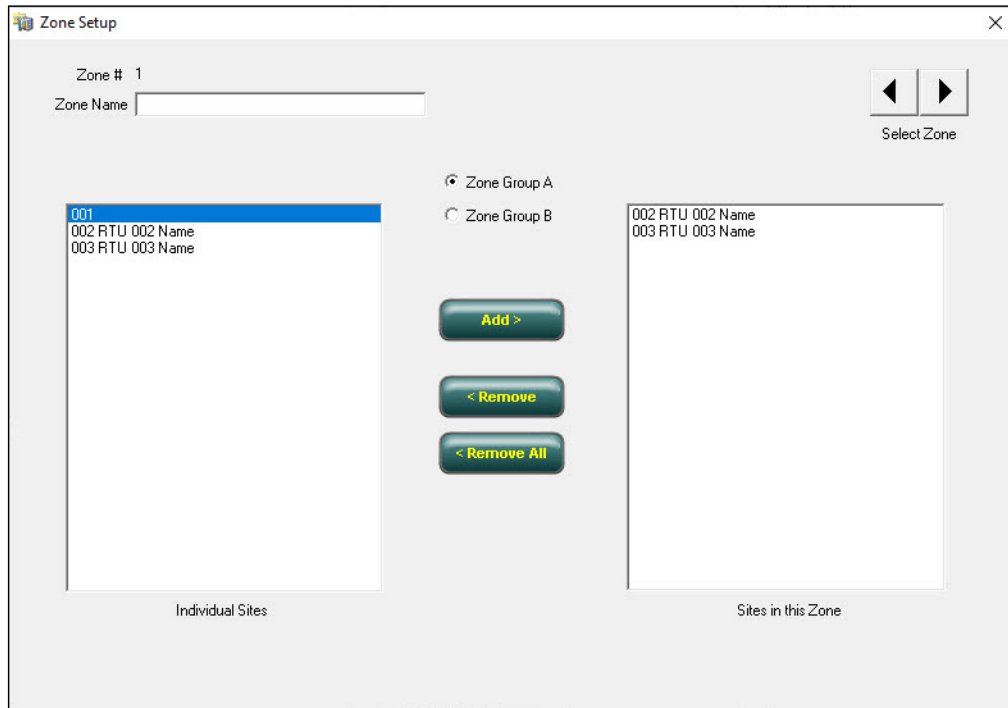 Zone Setup
Zone # 1
Zone Name
Select Zone
Zone Group A
Zone Group B
001
002 RTU 002 Name
003 RTU 003 Name
002 RTU 002 Name
003 RTU 003 Name
Add >
< Remove
< Remove All
Individual Sites
Sites in this Zone